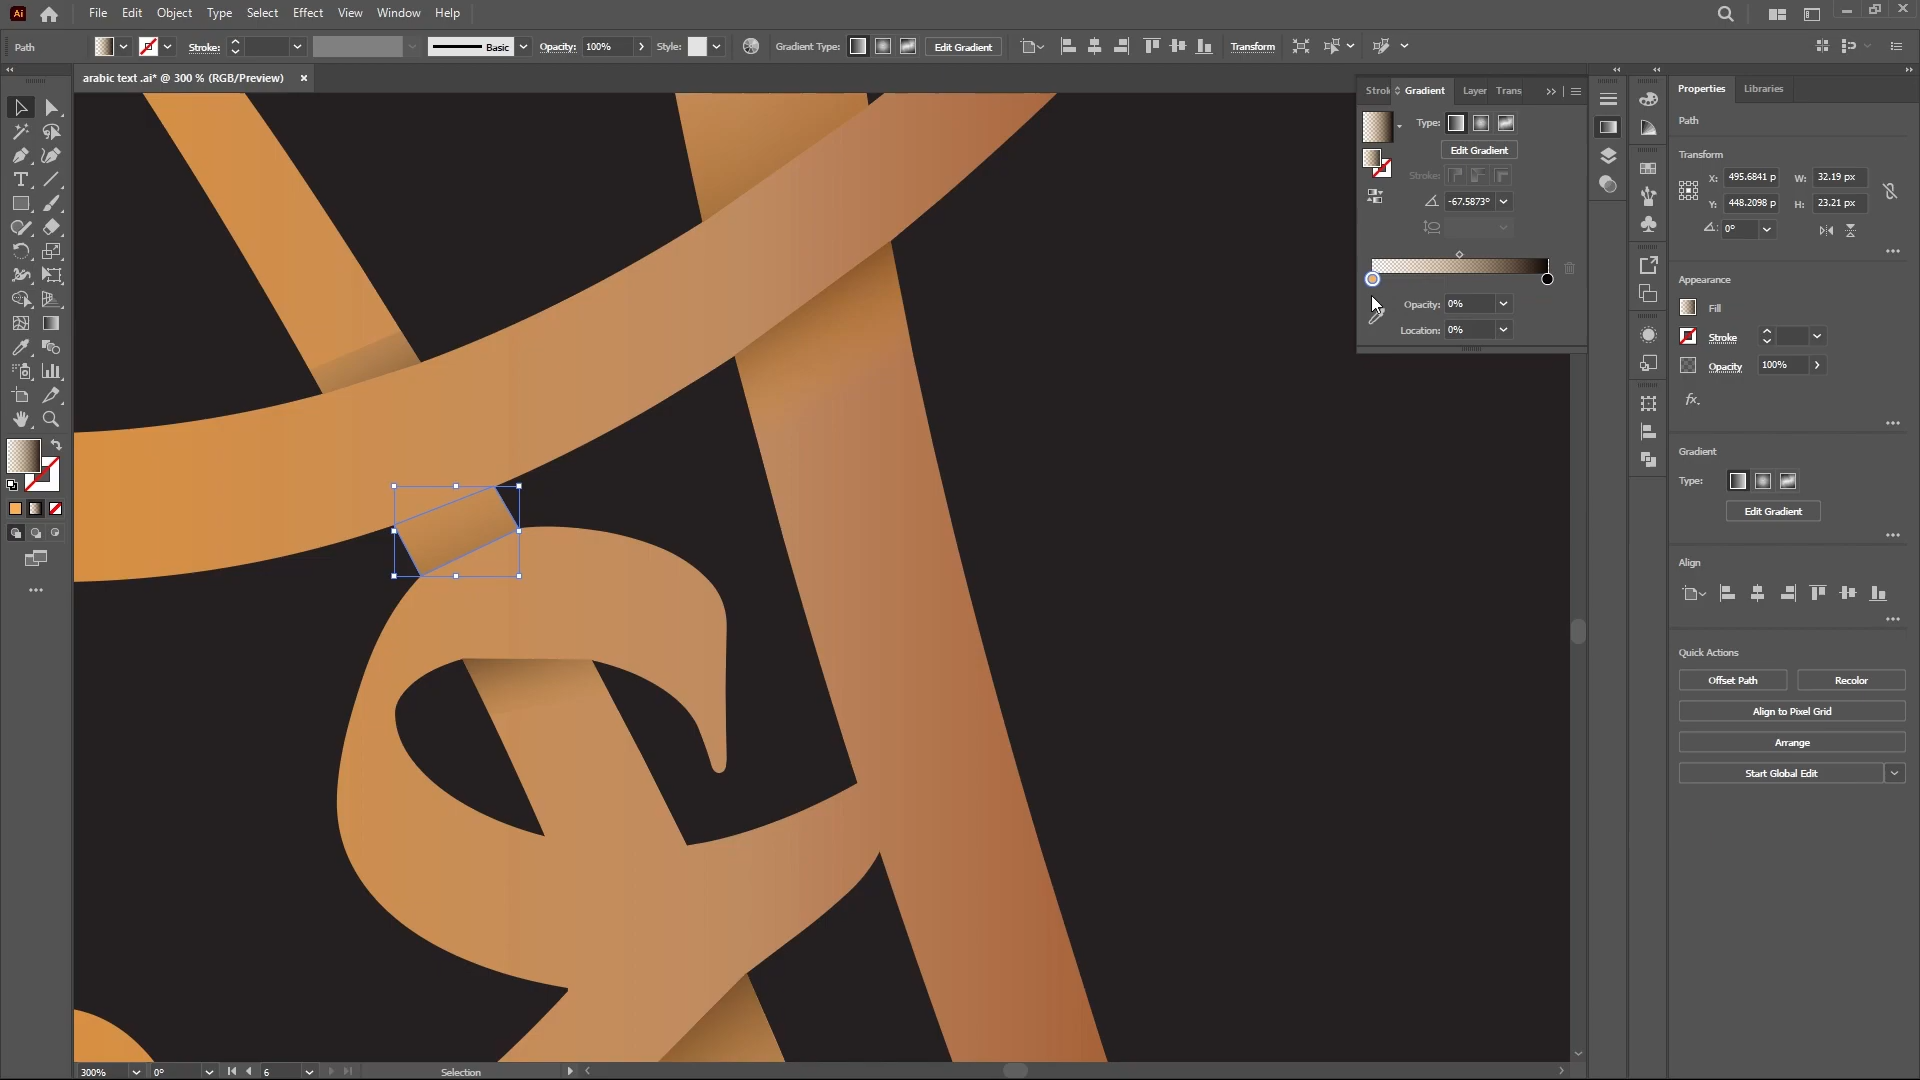 Ai File Edit Object Type Select Effect View Window Help
Path Stroke: Basic Opacity: 100% Style: Gradient Type: Edit Gradient Transform
arabic text .ai* @ 300 % (RGB/Preview) ×
Strok Gradient Layer Trans
Type:
Edit Gradient
Stroke:
-67.5873°
Opacity: 0%
Location: 0%
Properties Libraries
Path
Transform
X: 495.6841 p W: 32.19 px
Y: 448.2098 p H: 23.21 px
0°
Appearance
Fill
Stroke
Opacity 100%
fx.
Gradient
Type:
Edit Gradient
Align
Quick Actions
Offset Path Recolor
Align to Pixel Grid
Arrange
Start Global Edit
300% 0° 6 Selection